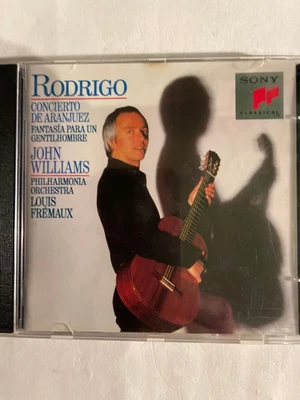 RODRIGO
CONCIERTO
DE ARANJUEZ
FANTASÍA PARA UN
GENTILHOMBRE
JOHN
WILLIAMS
PHILHARMONIA
ORCHESTRA
LOUIS
FRÉMAUX
SONY
CLASSICAL